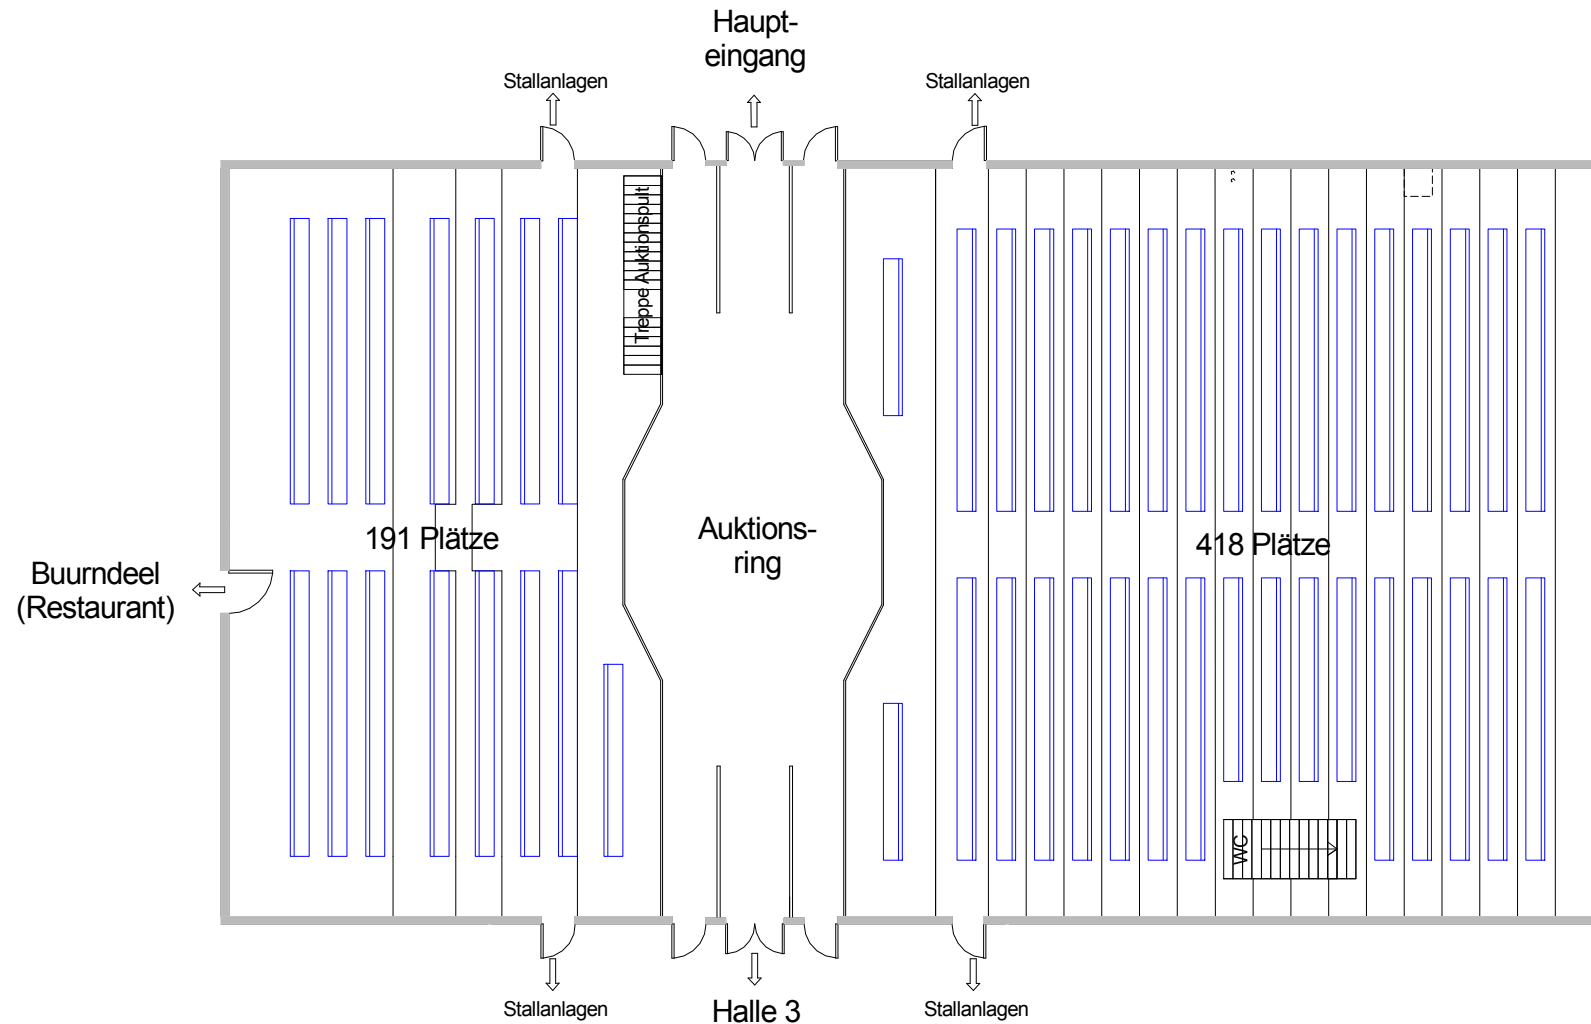 Haupt-
eingang
Stallanlagen
Stallanlagen
Treppe Auktionspult
191 Plätze
Auktions-
ring
418 Plätze
Buurndeel
(Restaurant)
WC
Stallanlagen
Halle 3
Stallanlagen